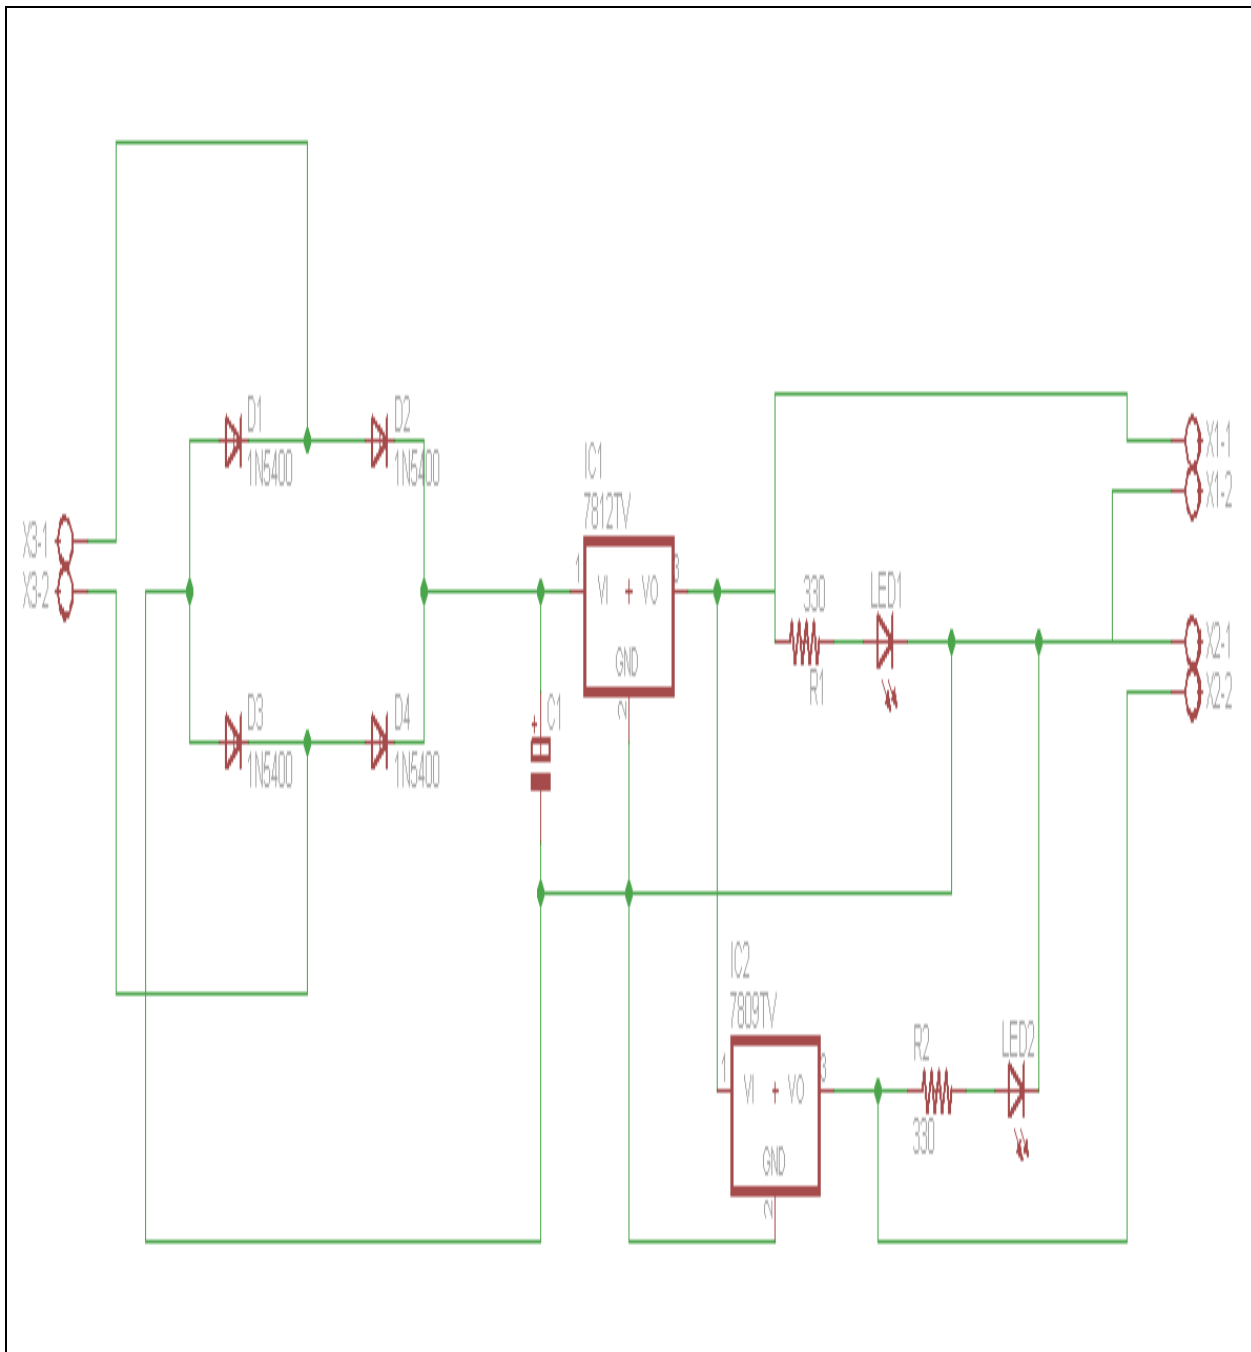 D1
1N5400
D2
1N5400
X3-1
X3-2
D3
1N5400
D4
1N5400
IC1
7812TV
1
VI
+
VO
3
GND
2
+
C1
330
R1
LED1
X1-1
X1-2
X2-1
X2-2
IC2
7809TV
1
VI
+
VO
3
GND
2
R2
330
LED2